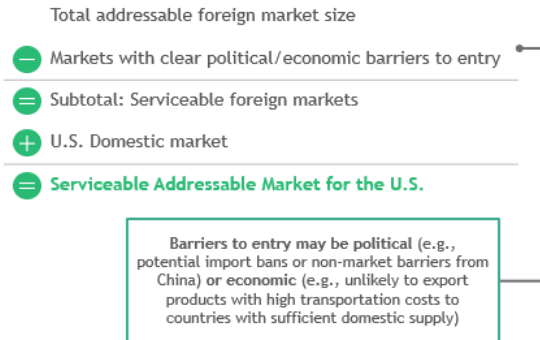 Total addressable foreign market size
− Markets with clear political/economic barriers to entry
= Subtotal: Serviceable foreign markets
+ U.S. Domestic market
= Serviceable Addressable Market for the U.S.
Barriers to entry may be political (e.g.,
potential import bans or non-market barriers from
China) or economic (e.g., unlikely to export
products with high transportation costs to
countries with sufficient domestic supply)